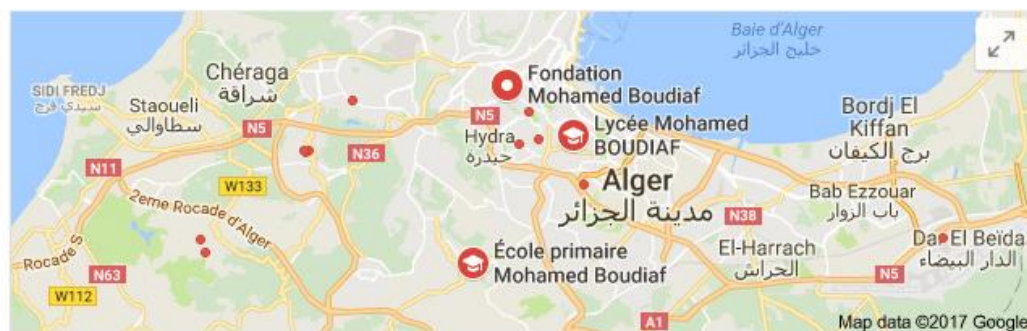 Baie d'Alger
خليج الجزائر
Chéraga
شراقة
Fondation
Mohamed Boudiaf
SIDI FREDJ
سيدي فرج
Staoueli
سطاوالي
N5
N5
Hydra
حيدرة
Lycée Mohamed
BOUDIAF
Bordj El
Kiffan
برج الكيفان
N11
N36
W133
Alger
مدينة الجزائر
Bab Ezzouar
باب الزوار
2eme Rocade d'Alger
N38
Rocade S
École primaire
Mohamed Boudiaf
El-Harrach
الحراش
Dar El Beïda
الدار البيضاء
N63
N5
W112
A1
Map data ©2017 Google